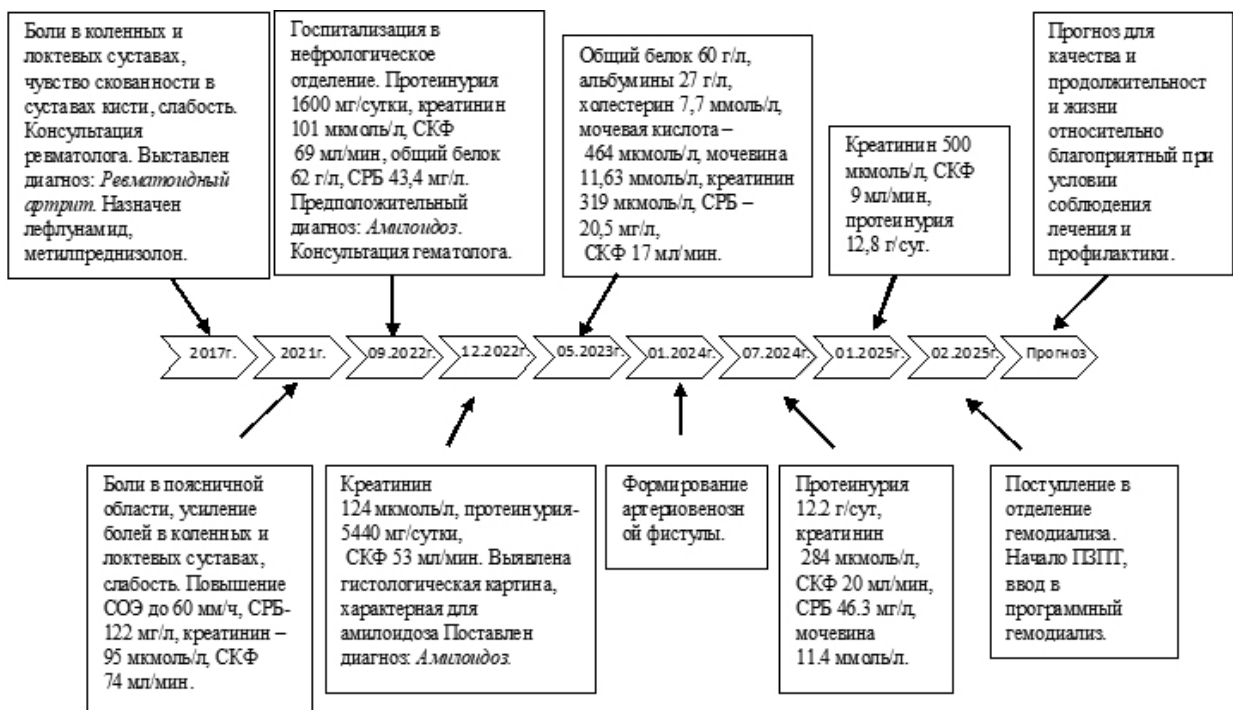 Боли в коленных и
локтевых суставах,
чувство скованности в
суставах кисти, слабость.
Консультация
ревматолога. Выставлен
диагноз: Ревматоидный
артрит. Назначен
лефлунамид,
метилпреднизолон.
Госпитализация в
нефрологическое
отделение. Протеинурия
1600 мг/сутки, креатинин
101 мкмоль/л, СКФ
69 мл/мин, общий белок
62 г/л, СРБ 43,4 мг/л.
Предположительный
диагноз: Амилоидоз.
Консультация гематолога.
Общий белок 60 г/л,
альбумины 27 г/л,
холестерин 7,7 ммоль/л,
мочевая кислота –
464 мкмоль/л, мочевина
11,63 ммоль/л, креатинин
319 мкмоль/л, СРБ –
20,5 мг/л,
СКФ 17 мл/мин.
Креатинин 500
мкмоль/л, СКФ
9 мл/мин,
протеинурия
12,8 г/сут.
Прогноз для
качества и
продолжительност
и жизни
относительно
благоприятный при
условии
соблюдения
лечения и
профилактики.
2017г.
2021г.
09.2022г.
12.2022г.
05.2023г.
01.2024г.
07.2024г.
01.2025г.
02.2025г.
Прогноз
Боли в поясничной
области, усиление
болей в коленных и
локтевых суставах,
слабость. Повышение
СОЭ до 60 мм/ч, СРБ-
122 мг/л, креатинин –
95 мкмоль/л, СКФ
74 мл/мин.
Креатинин
124 мкмоль/л, протеинурия-
5440 мг/сутки,
СКФ 53 мл/мин. Выявлена
гистологическая картина,
характерная для
амилоидоза Поставлен
диагноз: Амилоидоз.
Формирование
артериовенозн
ой фистулы.
Протеинурия
12.2 г/сут,
креатинин
284 мкмоль/л,
СКФ 20 мл/мин,
СРБ 46.3 мг/л,
мочевина
11.4 ммоль/л.
Поступление в
отделение
гемодиализа.
Начало ПЗПТ,
ввод в
программный
гемодиализ.